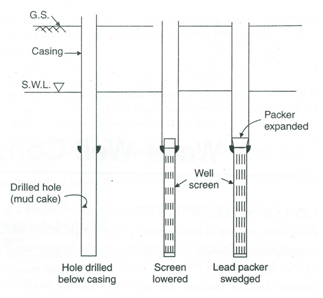 G.S.
Casing
S.W.L.
Packer
expanded
Well
screen
Drilled hole
(mud cake)
Hole drilled
below casing
Screen
lowered
Lead packer
swedged